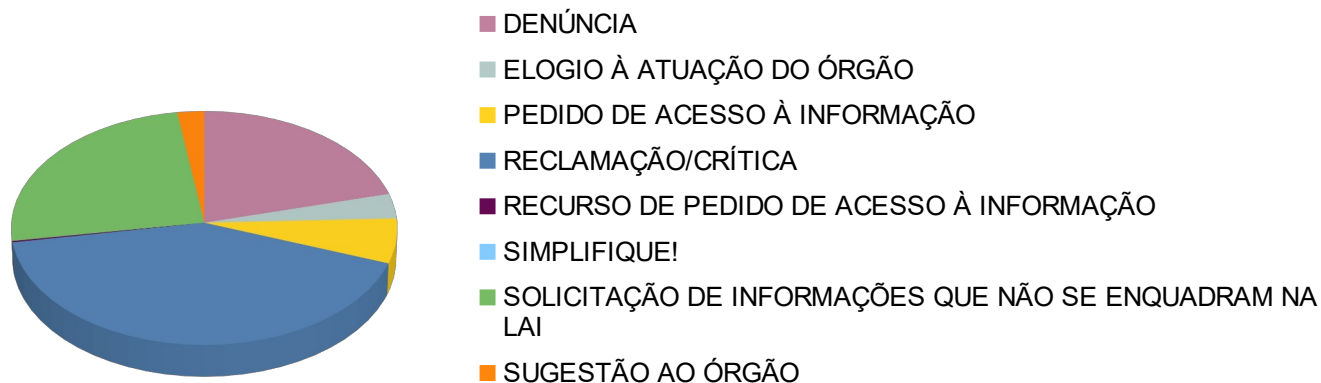 DENÚNCIA
ELOGIO À ATUAÇÃO DO ÓRGÃO
PEDIDO DE ACESSO À INFORMAÇÃO
RECLAMAÇÃO/CRÍTICA
RECURSO DE PEDIDO DE ACESSO À INFORMAÇÃO
SIMPLIFIQUE!
SOLICITAÇÃO DE INFORMAÇÕES QUE NÃO SE ENQUADRAM NA
LAI
SUGESTÃO AO ÓRGÃO